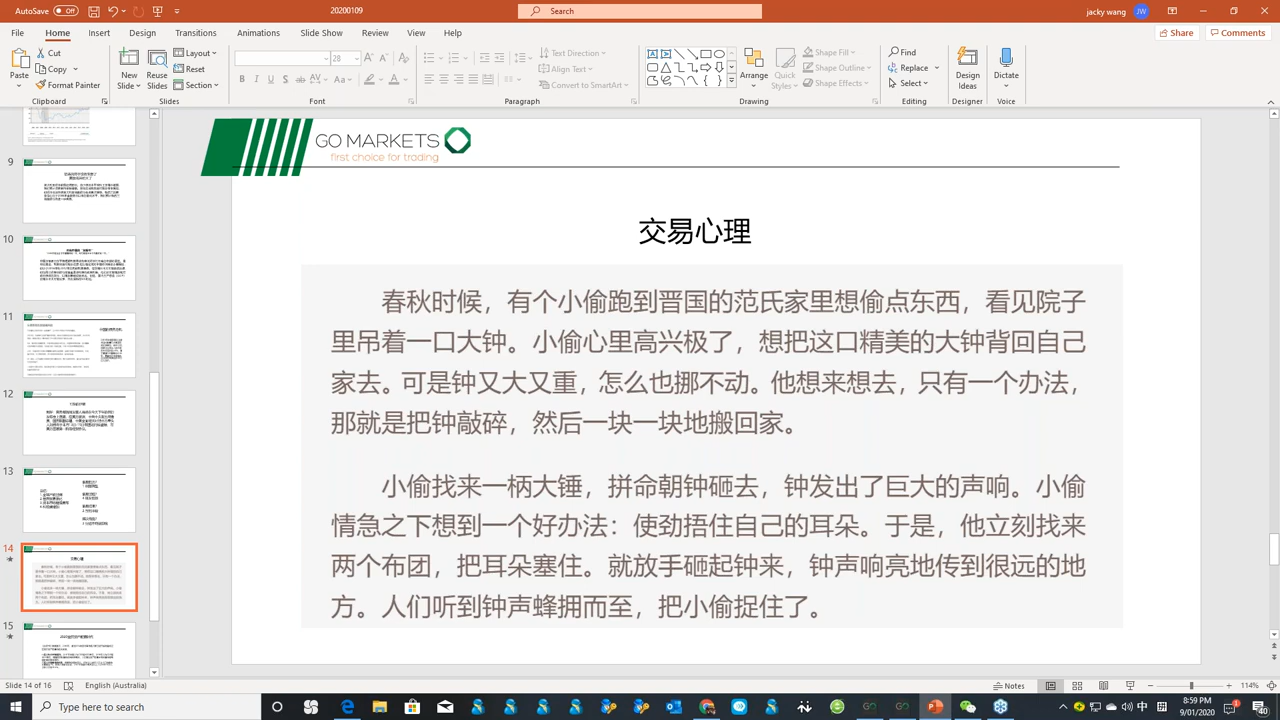 AutoSave Off 20200109 Search jacky wang JW
File Home Insert Design Transitions Animations Slide Show Review View Help Share Comments
Paste Cut Copy Format Painter Clipboard
New Slide Reuse Slides Layout Reset Section Slides
28 B I U S Aa A Font
Text Direction Align Text Convert to SmartArt Paragraph
Arrange Quick Styles Shape Fill Shape Outline Shape Effects Drawing
Find Replace Select Editing
Design Ideas Designer Dictate Voice
9
10
11
12
13
14
15
GO MARKETS
first choice for trading
交易心理
春秋时候，有个小偷跑到晋国的范氏家里想偷点东西，看见院子
里吊着一口大钟。小偷心里高兴极了，想把这口精美的大钟背回自己
家去。可是钟又大又重，怎么也挪不动。他想来想去，只有一个办法，
那就是把钟敲碎，然后一块一块地搬回家。
小偷找来一柄大锤，拼命朝钟砸去，钟发出了巨大的声响。小偷
情急之下想到一个好办法：使劲捂住自己的耳朵。于是，他立刻找来
两个布团，把耳朵塞住。就放手砸起钟来，钟声响亮地传到很远的地
方。人们听到钟声蜂拥而至，把小偷捉住了。
Slide 14 of 16 English (Australia) Notes 114%
Type here to search 8:59 PM
9/01/2020